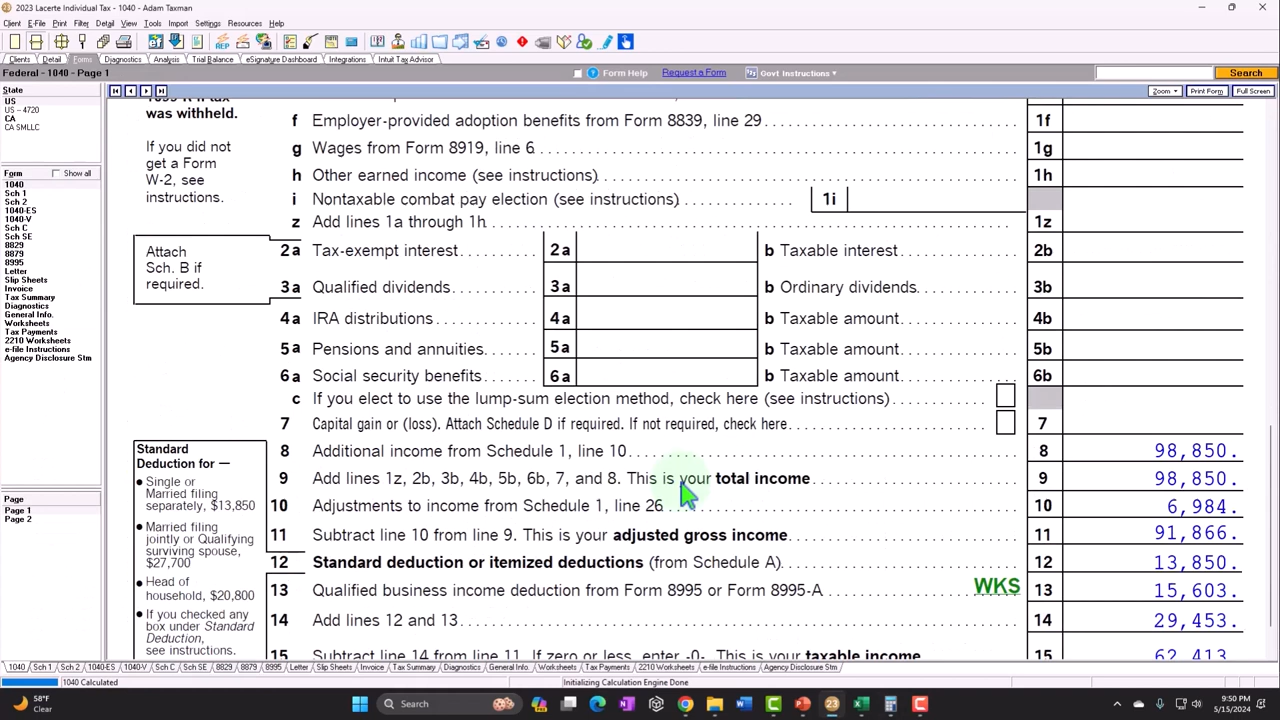 2023 Lacerte Individual Tax - 1040 - Adam Taxman
Client E-File Print Filter Detail View Tools Import Settings Resources Help
REP
Clients Detail Forms Diagnostics Analysis Trial Balance eSignature Dashboard Integrations Intuit Tax Advisor
Federal - 1040 - Page 1 Form Help Request a Form Govt Instructions Search
Zoom Print Form Full Screen
State
US
US - 4720
CA
CA SMLLC
Form Show all
1040
Sch 1
Sch 2
1040-ES
1040-V
Sch C
Sch SE
8829
8879
8995
Letter
Slip Sheets
Invoice
Tax Summary
Diagnostics
General Info.
Worksheets
Tax Payments
2210 Worksheets
e-file Instructions
Agency Disclosure Stm
Page
Page 1
Page 2
1099-R if tax
was withheld.
If you did not
get a Form
W-2, see
instructions.
f Employer-provided adoption benefits from Form 8839, line 29 1f
g Wages from Form 8919, line 6 1g
h Other earned income (see instructions) 1h
i Nontaxable combat pay election (see instructions) 1i
z Add lines 1a through 1h 1z
Attach
Sch. B if
required.
2a Tax-exempt interest 2a b Taxable interest 2b
3a Qualified dividends 3a b Ordinary dividends 3b
4a IRA distributions 4a b Taxable amount 4b
5a Pensions and annuities 5a b Taxable amount 5b
6a Social security benefits 6a b Taxable amount 6b
c If you elect to use the lump-sum election method, check here (see instructions)
7 Capital gain or (loss). Attach Schedule D if required. If not required, check here 7
8 Additional income from Schedule 1, line 10 8 98,850.
9 Add lines 1z, 2b, 3b, 4b, 5b, 6b, 7, and 8. This is your total income 9 98,850.
10 Adjustments to income from Schedule 1, line 26 10 6,984.
11 Subtract line 10 from line 9. This is your adjusted gross income 11 91,866.
12 Standard deduction or itemized deductions (from Schedule A) 12 13,850.
13 Qualified business income deduction from Form 8995 or Form 8995-A WKS 13 15,603.
14 Add lines 12 and 13 14 29,453.
15 Subtract line 14 from line 11. If zero or less, enter -0-. This is your taxable income 15 62,413.
Standard
Deduction for —
• Single or
Married filing
separately, $13,850
• Married filing
jointly or Qualifying
surviving spouse,
$27,700
• Head of
household, $20,800
• If you checked any
box under Standard
Deduction,
see instructions.
1040 Sch 1 Sch 2 1040-ES 1040-V Sch C Sch SE 8829 8879 8995 Letter Slip Sheets Invoice Tax Summary Diagnostics General Info. Worksheets Tax Payments 2210 Worksheets e-file Instructions Agency Disclosure Stm
1040 Calculated Initializing Calculation Engine Done
58°F
Clear
Search
23
9:50 PM
5/15/2024